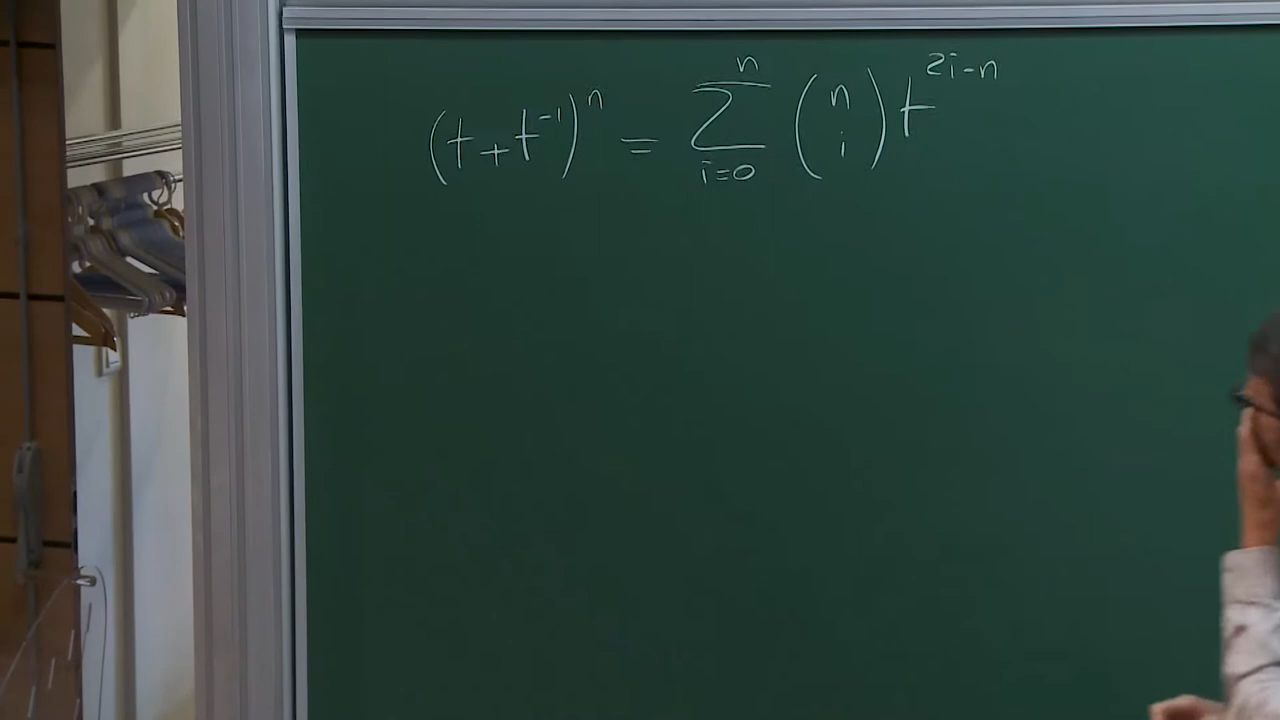 (t + t^{-1})^n = \sum_{i=0}^{n} \binom{n}{i} t^{2i-n}